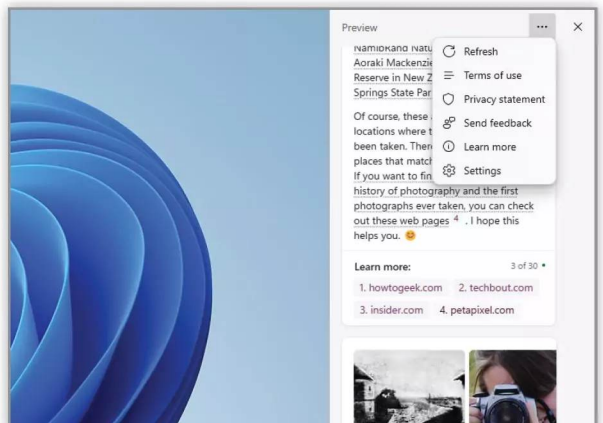 Preview
Refresh
Terms of use
Privacy statement
Send feedback
Learn more
Settings
NamibRand Natu
Aoraki Mackenzie
Reserve in New Z
Springs State Par
Of course, these
locations where t
been taken. There
places that match
If you want to fin
history of photography and the first
photographs ever taken, you can check
out these web pages 4 . I hope this
helps you. 😊
Learn more: 3 of 30
1. howtogeek.com 2. techbout.com
3. insider.com 4. petapixel.com